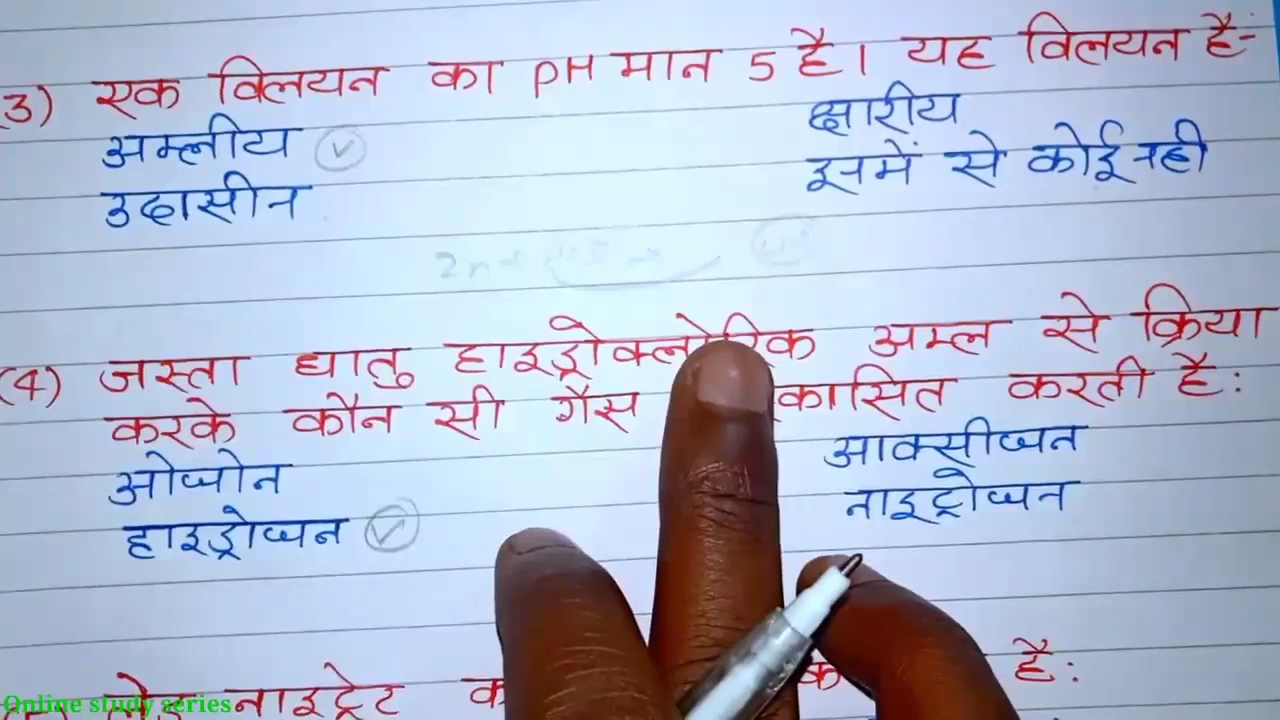 (3) एक विलयन का pH मान 5 है। यह विलयन है-
अम्लीय क्षारीय
उदासीन इनमें से कोई नही
(4) जस्ता धातु हाइड्रोक्लोरिक अम्ल से क्रिया
करके कौन सी गैस कासित करती है:
ओजोन आक्सीजन
हाइड्रोजन नाइट्रोजन
नाइट्रेट है:
Online study series